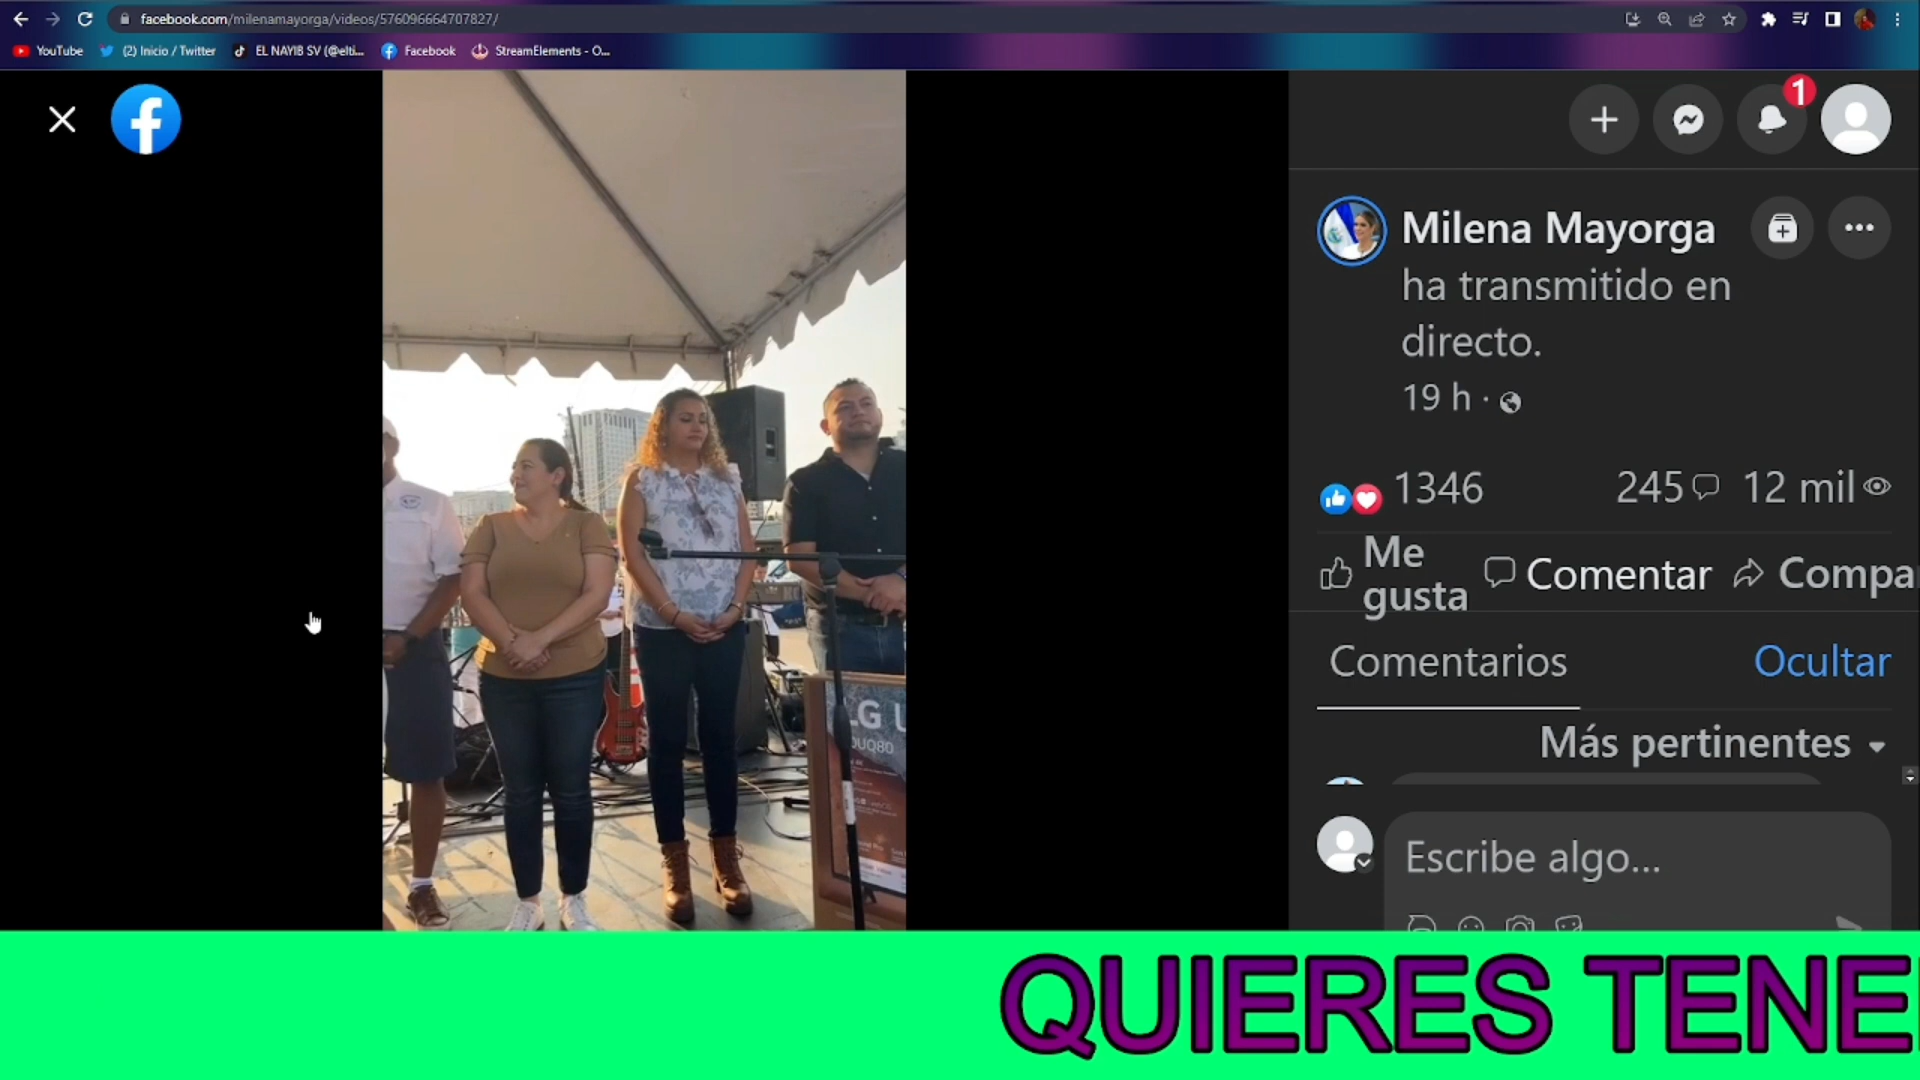 facebook.com/milenamayorga/videos/576096664707827/
YouTube
(2) Inicio / Twitter
EL NAYIB SV (@elti...
Facebook
StreamElements - O...
1
Milena Mayorga
ha transmitido en
directo.
19 h ·
1346
245
12 mil
Me
gusta
Comentar
Compa
Comentarios
Ocultar
Más pertinentes
Escribe algo...
LG U
DUQ80
QUIERES TENE